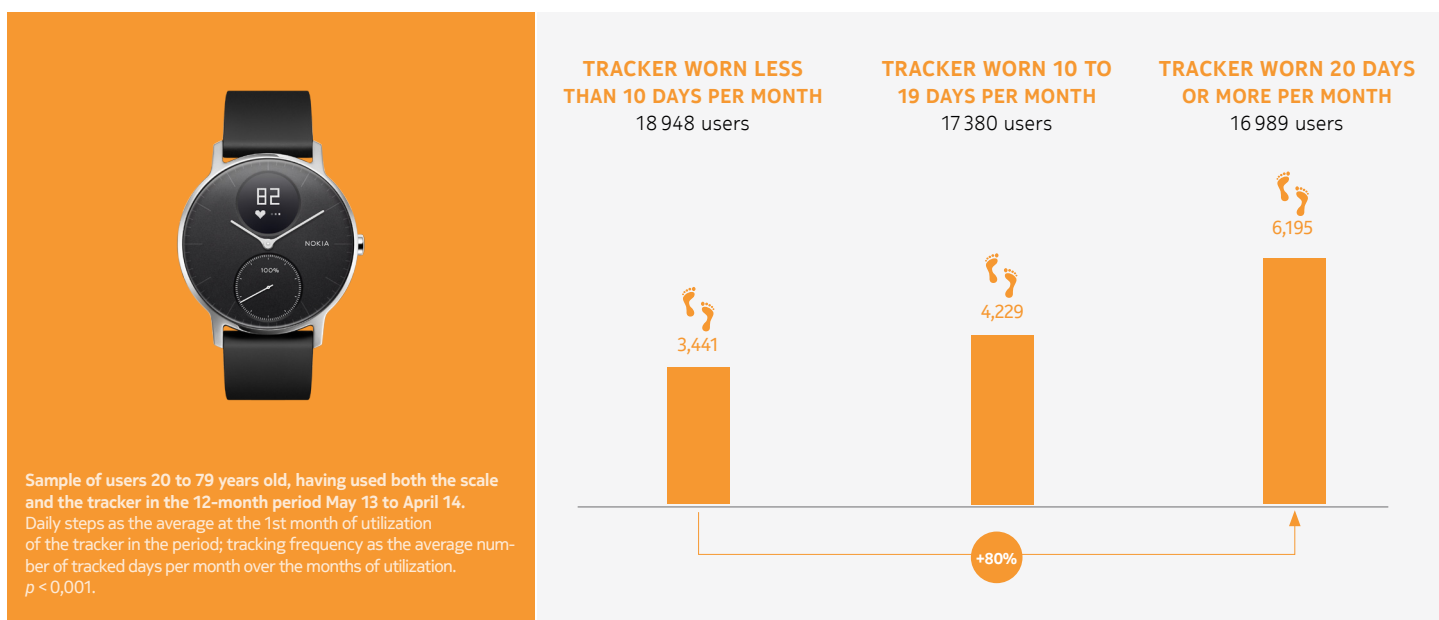 82
NOKIA
100%
Sample of users 20 to 79 years old, having used both the scale
and the tracker in the 12-month period May 13 to April 14.
Daily steps as the average at the 1st month of utilization
of the tracker in the period; tracking frequency as the average num-
ber of tracked days per month over the months of utilization.
p < 0,001.
TRACKER WORN LESS
THAN 10 DAYS PER MONTH
18 948 users
3,441
TRACKER WORN 10 TO
19 DAYS PER MONTH
17 380 users
4,229
TRACKER WORN 20 DAYS
OR MORE PER MONTH
16 989 users
6,195
+80%